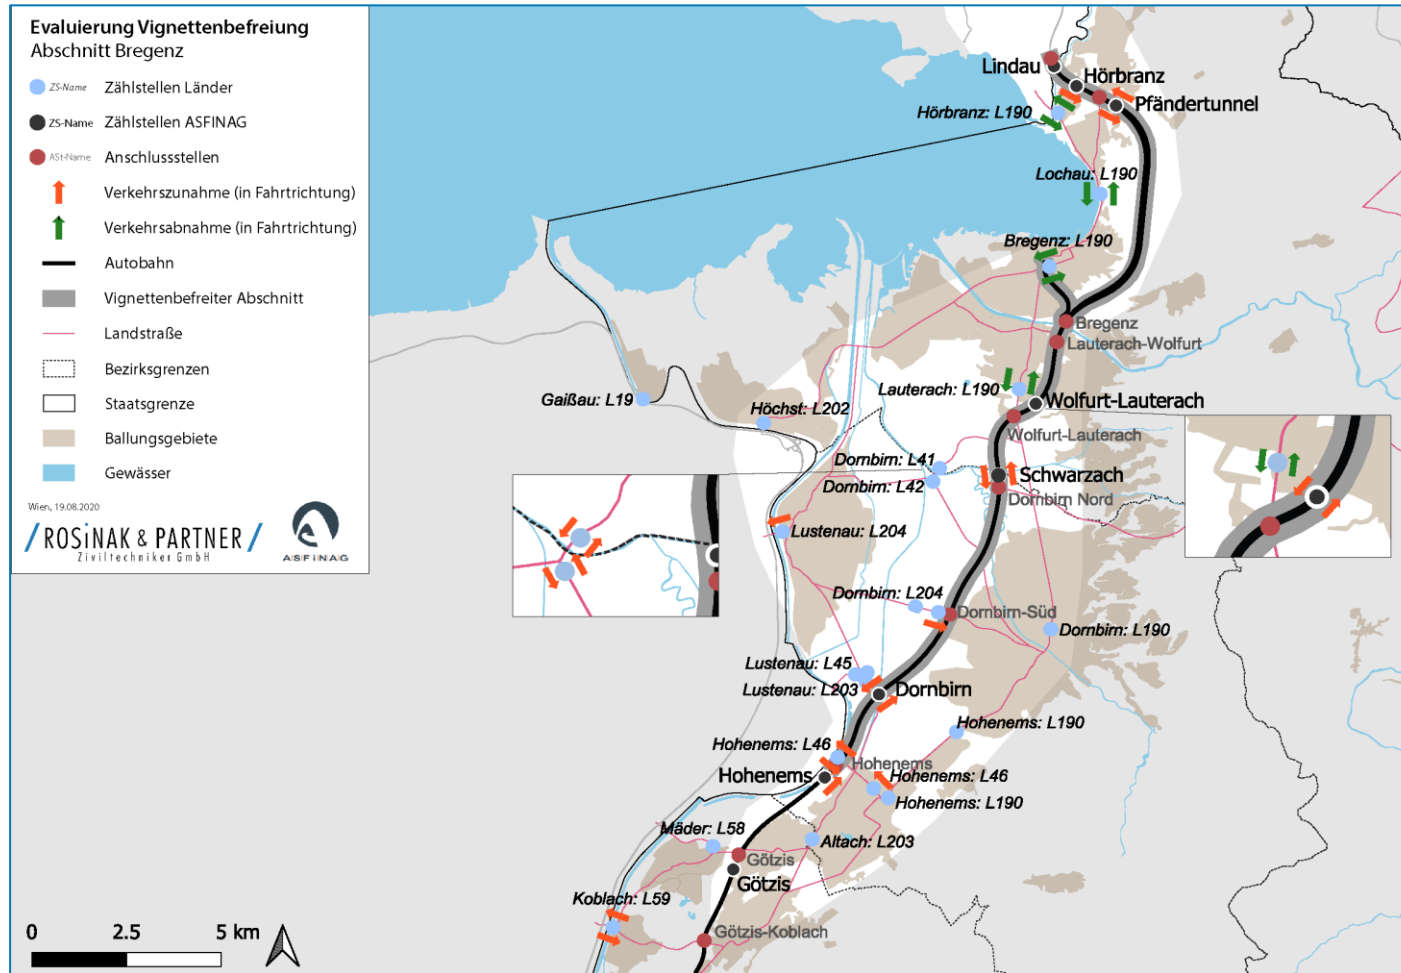 Evaluierung Vignettenbefreiung
Abschnitt Bregenz
ZS-Name Zählstellen Länder
ZS-Name Zählstellen ASFINAG
ASt-Name Anschlussstellen
Verkehrszunahme (in Fahrtrichtung)
Verkehrsabnahme (in Fahrtrichtung)
Autobahn
Vignettenbefreiter Abschnitt
Landstraße
Bezirksgrenzen
Staatsgrenze
Ballungsgebiete
Gewässer
Wien, 19.08.2020
/ ROSiNAK & PARTNER /
Ziviltechniker GmbH
ASFiNAG
Lindau
Hörbranz
Pfändertunnel
Hörbranz: L190
Lochau: L190
Bregenz: L190
Bregenz
Lauterach-Wolfurt
Lauterach: L190
Wolfurt-Lauterach
Wolfurt-Lauterach
Gaißau: L19
Höchst: L202
Dornbirn: L41
Dornbirn: L42
Schwarzach
Dornbirn Nord
Lustenau: L204
Dornbirn: L204
Dornbirn-Süd
Dornbirn: L190
Lustenau: L45
Lustenau: L203
Dornbirn
Hohenems: L190
Hohenems: L46
Hohenems
Hohenems
Hohenems: L46
Hohenems: L190
Mäder: L58
Altach: L203
Götzis
Götzis
Koblach: L59
Götzis-Koblach
0 2.5 5 km